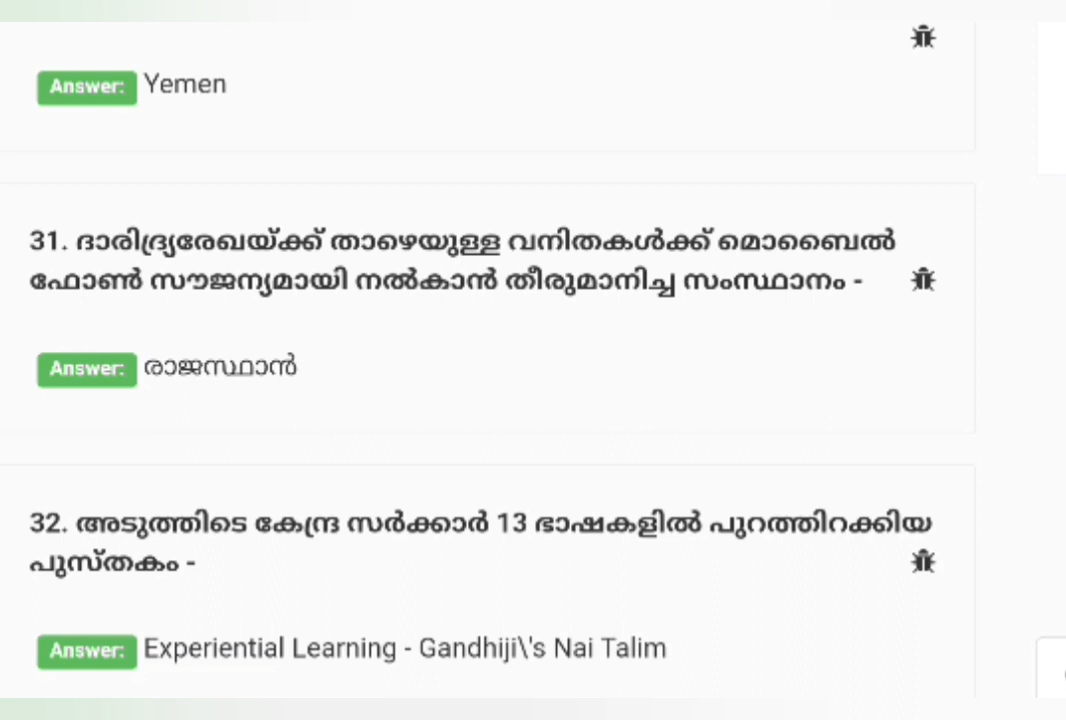 Answer: Yemen
31. ദാരിദ്ര്യരേഖയ്ക്ക് താഴെയുള്ള വനിതകൾക്ക് മൊബൈൽ
ഫോൺ സൗജന്യമായി നൽകാൻ തീരുമാനിച്ച സംസ്ഥാനം -
Answer: രാജസ്ഥാൻ
32. അടുത്തിടെ കേന്ദ്ര സർക്കാർ 13 ഭാഷകളിൽ പുറത്തിറക്കിയ
പുസ്തകം -
Answer: Experiential Learning - Gandhiji\'s Nai Talim